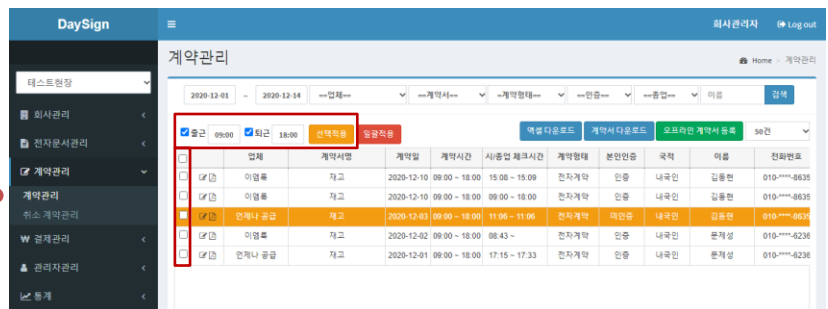 DaySign
회사관리자 Log out
계약관리
Home > 계약관리
테스트현장
회사관리
전자문서관리
계약관리
계약관리
취소 계약관리
결제관리
관리자관리
통계
2020-12-01 ~ 2020-12-14 ==업체== ==계약서== =계약형태== ==인증== ==종업== 이름 검색
출근 09:00 퇴근 18:00 선택적용 일괄적용 엑셀다운로드 계약서 다운로드 오프라인 계약서 등록 50건
업체 계약서명 계약일 계약시간 시/종업 체크시간 계약형태 본인인증 국적 이름 전화번호
이엠룩 재고 2020-12-10 09:00 ~ 18:00 15:08 ~ 15:09 전자계약 인증 내국인 김동현 010-****-8635
이엠룩 재고 2020-12-10 09:00 ~ 18:00 09:00 ~ 18:00 전자계약 인증 내국인 김동현 010-****-8635
언제나 공급 재고 2020-12-03 09:00 ~ 18:00 11:06 ~ 11:06 전자계약 미인증 내국인 김동현 010-****-8635
이엠룩 재고 2020-12-02 09:00 ~ 18:00 08:43 ~ 전자계약 인증 내국인 문제성 010-****-6236
언제나 공급 재고 2020-12-01 09:00 ~ 18:00 17:15 ~ 17:33 전자계약 인증 내국인 문제성 010-****-6236